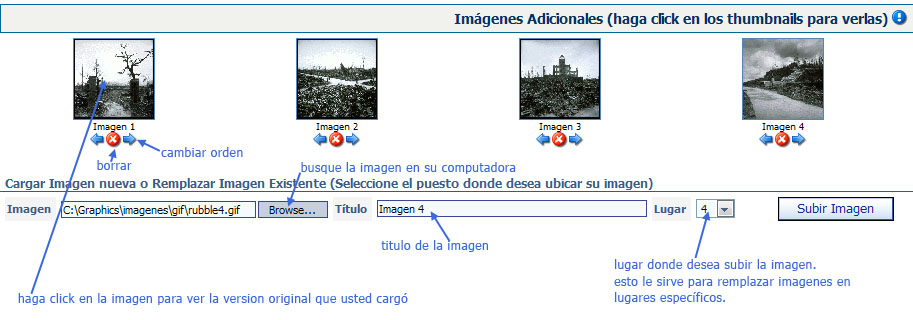 Imágenes Adicionales (haga click en los thumbnails para verlas)
Imagen 1
Imagen 2
Imagen 3
Imagen 4
cambiar orden
borrar
busque la imagen en su computadora
Cargar Imagen nueva o Remplazar Imagen Existente (Seleccione el puesto donde desea ubicar su imagen)
Imagen C:\Graphics\imagenes\gif\rubble4.gif Browse... Título Imagen 4 Lugar 4 Subir Imagen
titulo de la imagen
lugar donde desea subir la imagen.
esto le sirve para remplazar imagenes en
lugares específicos.
haga click en la imagen para ver la version original que usted cargó